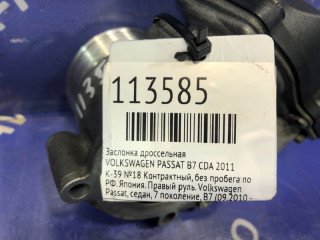 113585
Заслонка дроссельная
VOLKSWAGEN PASSAT B7 CDA 2011
К-39 №18 Контрактный, без пробега по
РФ. Япония. Правый руль. Volkswagen
Passat, седан, 7 поколение, B7 (09.2010 -